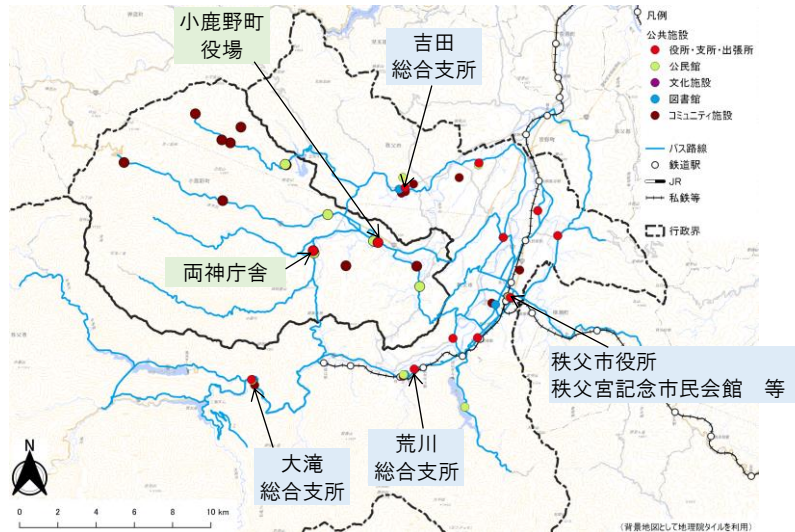 小鹿野町
役場
吉田
総合支所
両神庁舎
秩父市役所
秩父宮記念市民会館　等
大滝
総合支所
荒川
総合支所
凡例
公共施設
役所・支所・出張所
公民館
文化施設
図書館
コミュニティ施設
バス路線
鉄道駅
JR
私鉄等
行政界
小鹿野町
N
0 2 4 6 8 10 km
(背景地図として地理院タイルを利用)